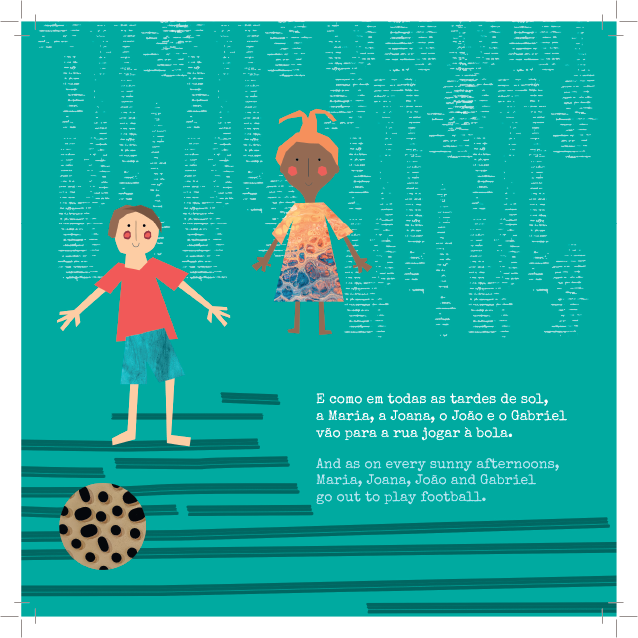 E como em todas as tardes de sol,
a Maria, a Joana, o João e o Gabriel
vão para a rua jogar à bola.
And as on every sunny afternoons,
Maria, Joana, João and Gabriel
go out to play football.